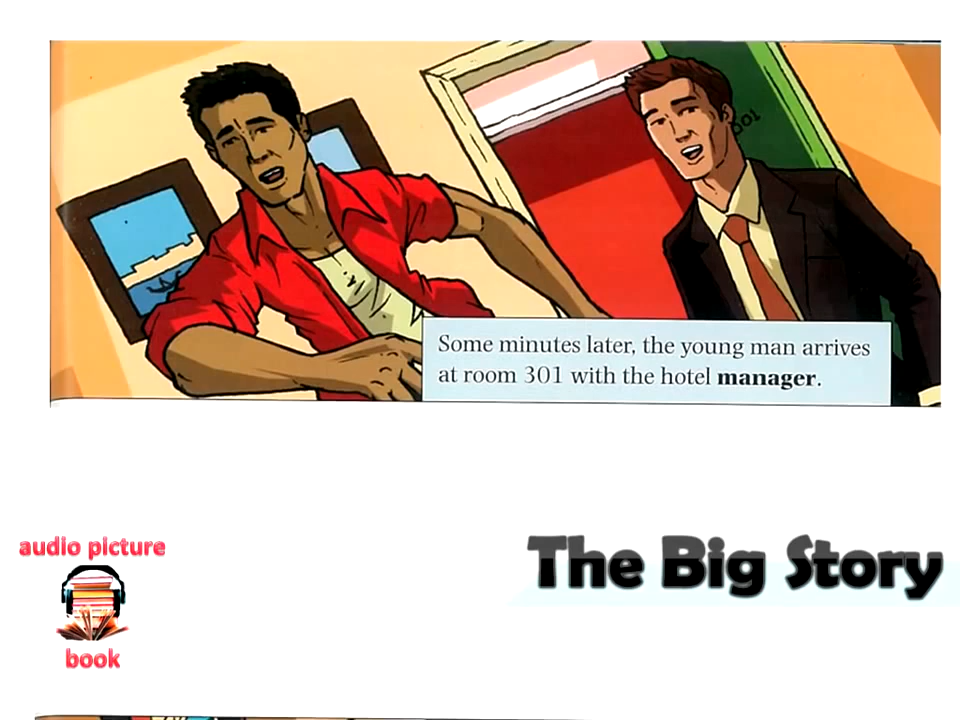 301
Some minutes later, the young man arrives
at room 301 with the hotel manager.
audio picture
book
The Big Story